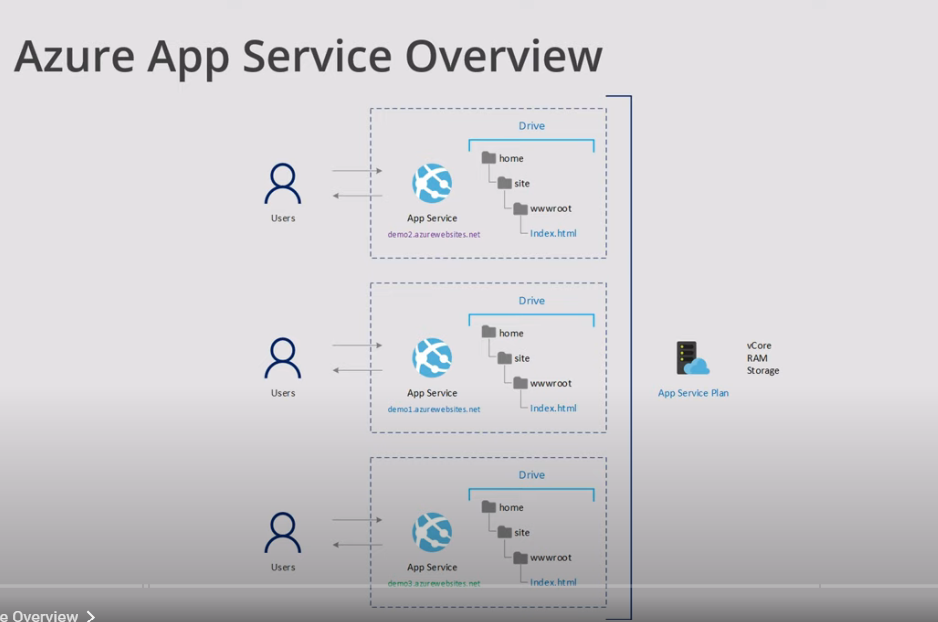 Azure App Service Overview
Drive
home
site
wwwroot
Index.html
Users
App Service
demo2.azurewebsites.net
Drive
home
site
wwwroot
Index.html
Users
App Service
demo1.azurewebsites.net
vCore
RAM
Storage
App Service Plan
Drive
home
site
wwwroot
Index.html
Users
App Service
demo3.azurewebsites.net
e Overview